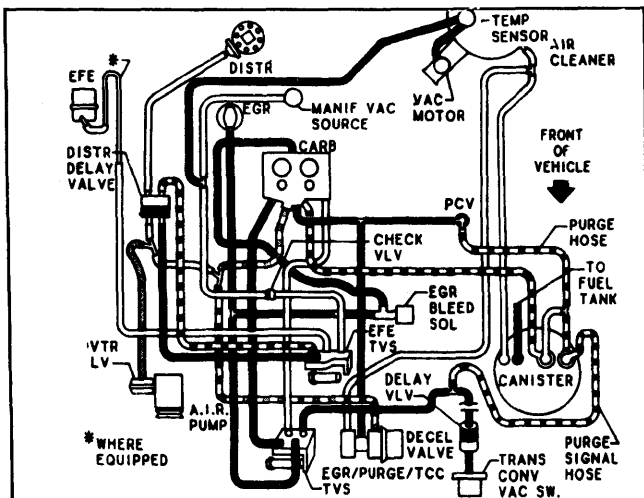 TEMP
SENSOR
AIR
CLEANER
*
EFE
DISTR
VAC
MOTOR
EGR
MANIF VAC
SOURCE
CARB
FRONT
OF
VEHICLE
DISTR
DELAY
VALVE
PCV
PURGE
HOSE
CHECK
VLV
TO
FUEL
TANK
EGR
BLEED
SOL
EFE
TVS
VTR
LV
DELAY
VLV
CANISTER
A.I.R.
PUMP
*WHERE
EQUIPPED
DECEL
VALVE
EGR/PURGE/TCC
TVS
TRANS
CONV
VAC SW.
PURGE
SIGNAL
HOSE